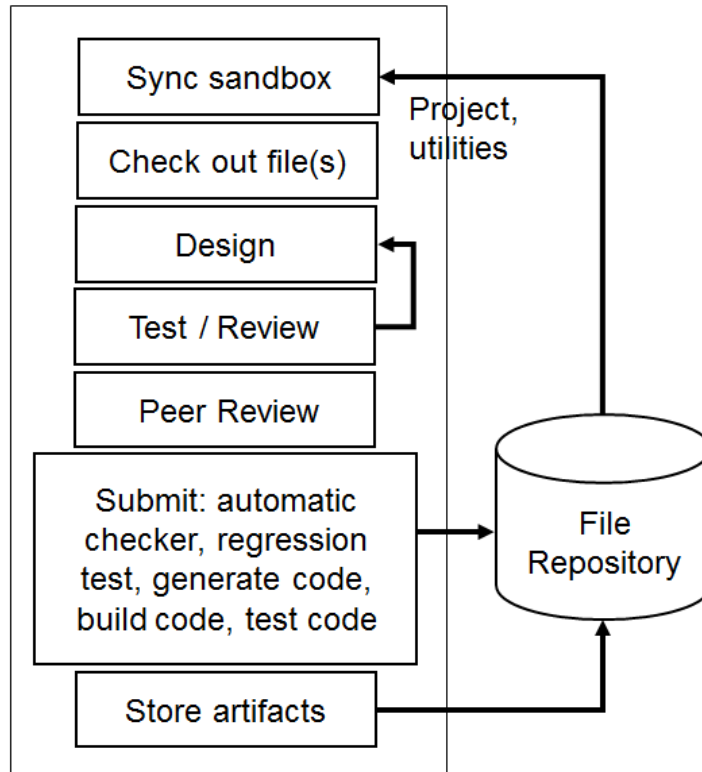 Sync sandbox
Project,
utilities
Check out file(s)
Design
Test / Review
Peer Review
Submit: automatic
checker, regression
test, generate code,
build code, test code
File
Repository
Store artifacts